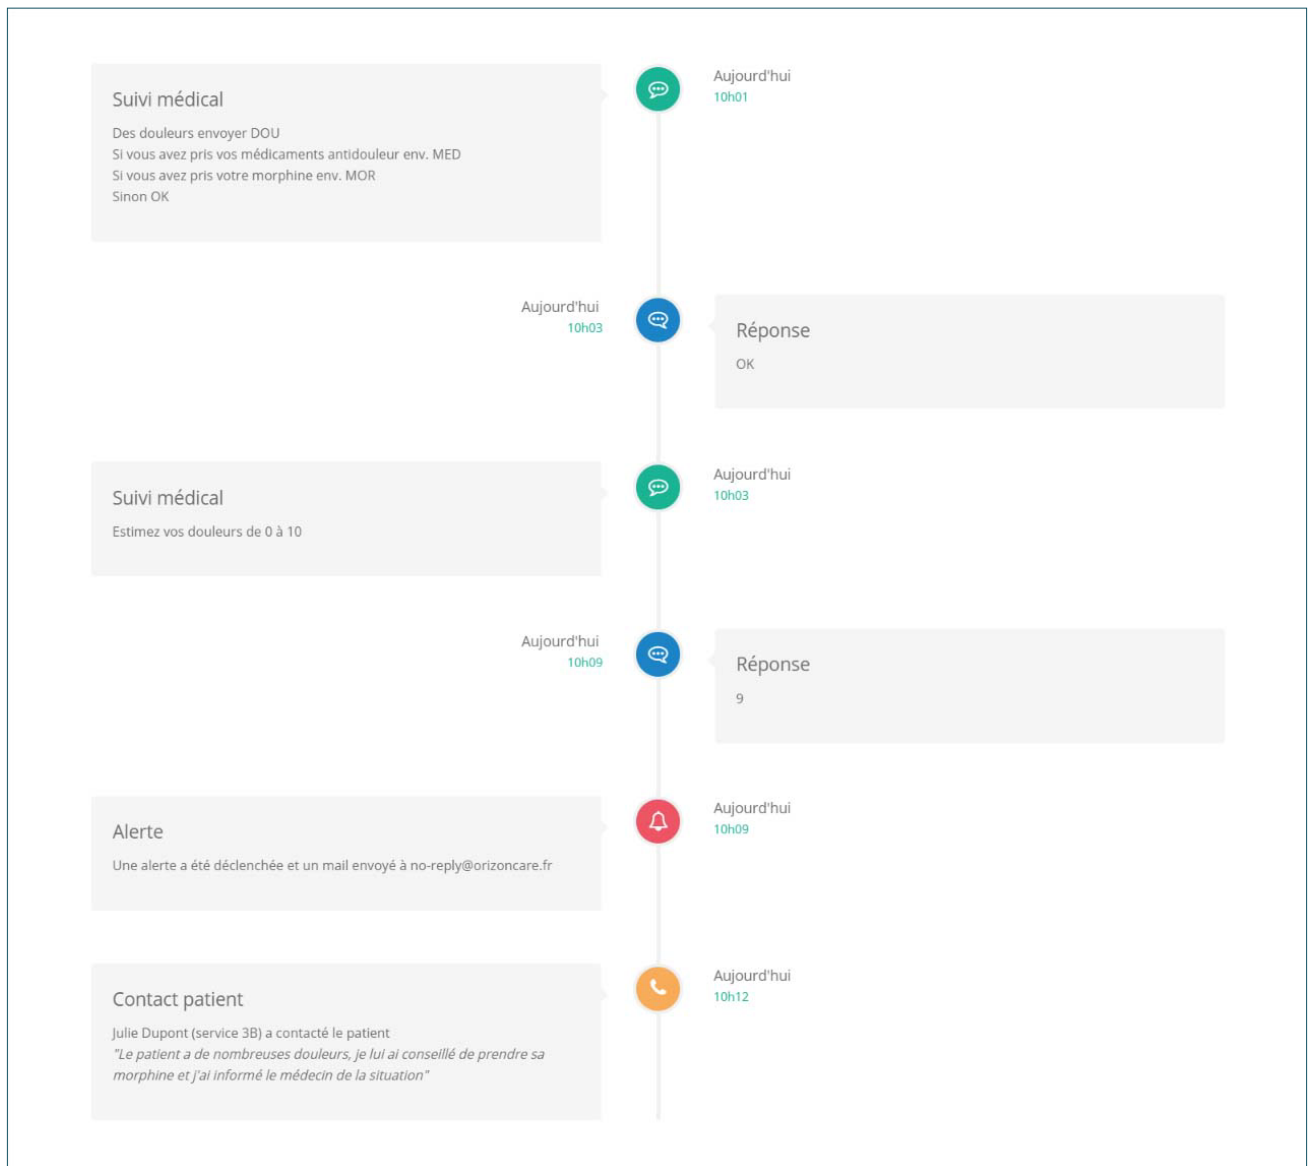 Suivi médical
Des douleurs envoyer DOU
Si vous avez pris vos médicaments antidouleur env. MED
Si vous avez pris votre morphine env. MOR
Sinon OK
Aujourd'hui
10h01
Aujourd'hui
10h03
Réponse
OK
Suivi médical
Estimez vos douleurs de 0 à 10
Aujourd'hui
10h03
Aujourd'hui
10h09
Réponse
9
Alerte
Une alerte a été déclenchée et un mail envoyé à no-reply@orizoncare.fr
Aujourd'hui
10h09
Contact patient
Julie Dupont (service 3B) a contacté le patient
"Le patient a de nombreuses douleurs, je lui ai conseillé de prendre sa
morphine et j'ai informé le médecin de la situation"
Aujourd'hui
10h12